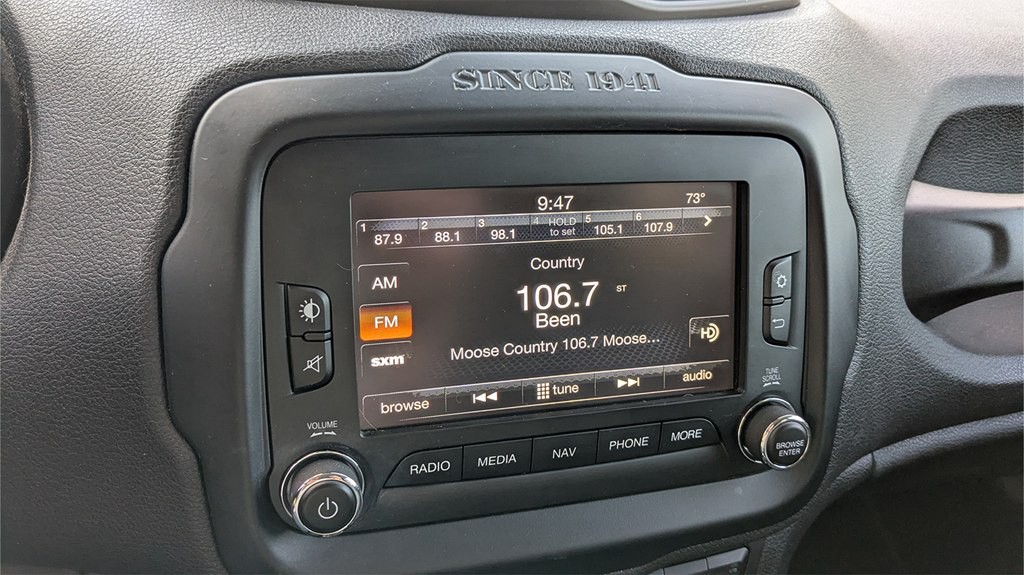 SINCE 1941
9:47 73°
1 87.9 2 88.1 3 98.1 4 HOLD to set 5 105.1 6 107.9 >
Country
AM
106.7 ST
FM
Been
HD
sxm
Moose Country 106.7 Moose...
browse tune audio
VOLUME
TUNE
SCROLL
RADIO MEDIA NAV PHONE MORE
BROWSE
ENTER